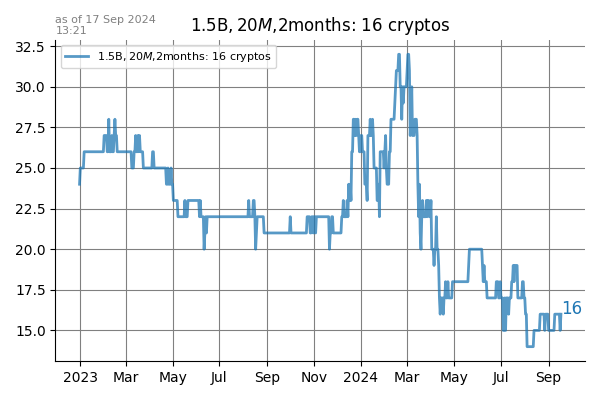 as of 17 Sep 2024
13:21
1.5B, 20M,2months: 16 cryptos
1.5B, 20M,2months: 16 cryptos
32.5
30.0
27.5
25.0
22.5
20.0
17.5
15.0
16
2023 Mar May Jul Sep Nov 2024 Mar May Jul Sep